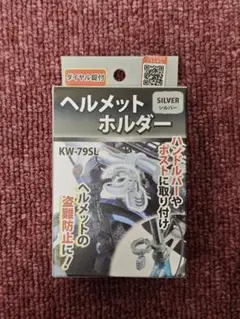 ダイヤル錠付
ヘルメット
ホルダー
SILVER
シルバー
KW-79SL
ハンドルバーや
ポストに取り付け
ヘルメットの
盗難防止に!